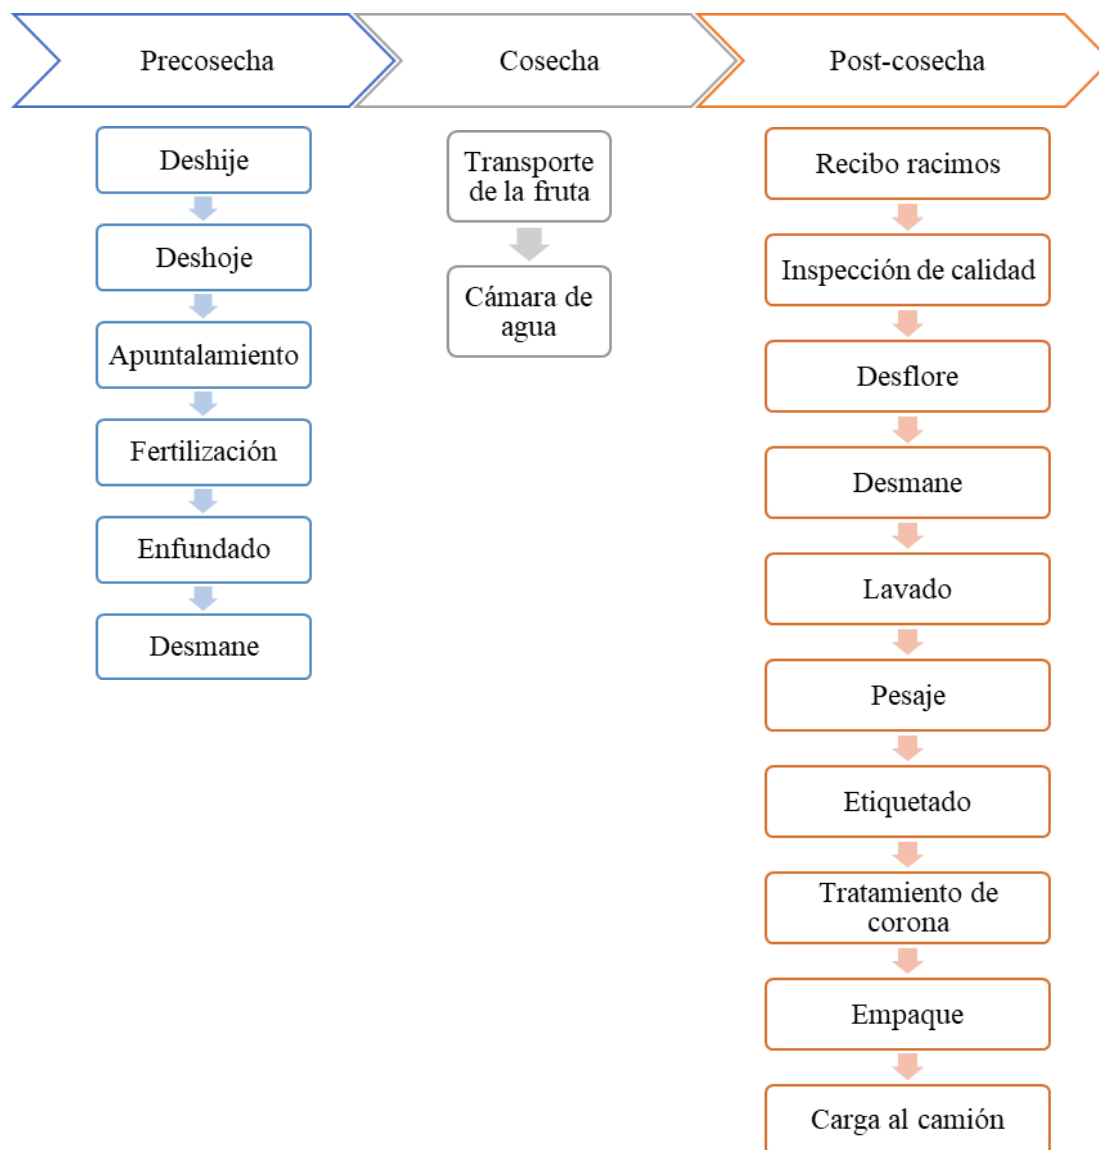 Precosecha
Cosecha
Post-cosecha
Deshije
Deshoje
Apuntalamiento
Fertilización
Enfundado
Desmane
Transporte
de la fruta
Cámara de
agua
Recibo racimos
Inspección de calidad
Desflore
Desmane
Lavado
Pesaje
Etiquetado
Tratamiento de
corona
Empaque
Carga al camión